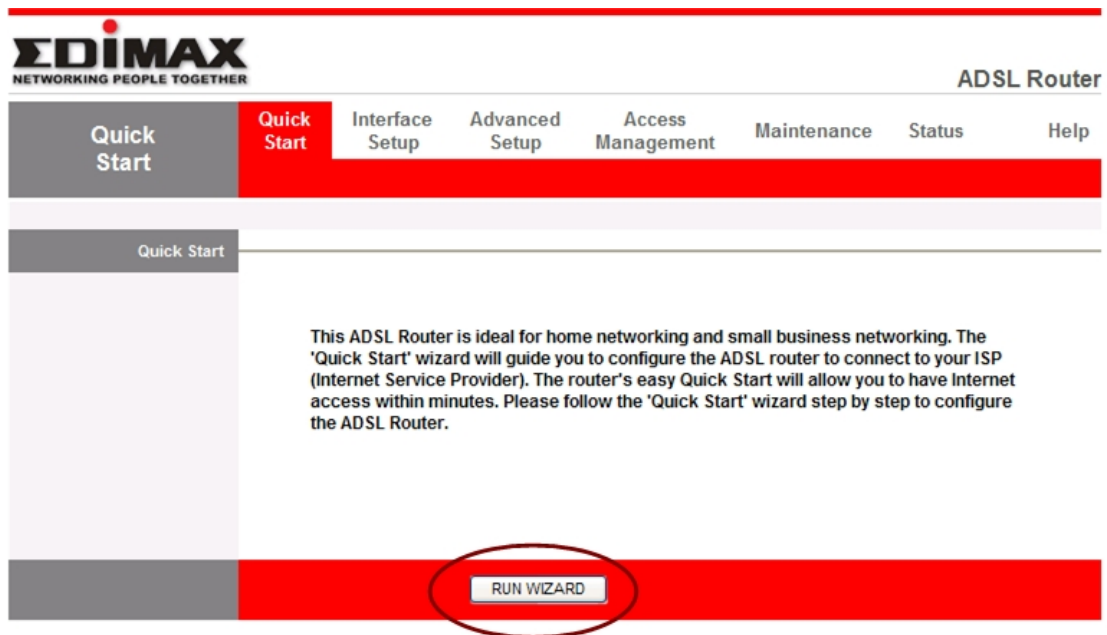 EDIMAX
NETWORKING PEOPLE TOGETHER
ADSL Router
Quick
Start
Quick
Start
Interface
Setup
Advanced
Setup
Access
Management
Maintenance
Status
Help
Quick Start
This ADSL Router is ideal for home networking and small business networking. The
'Quick Start' wizard will guide you to configure the ADSL router to connect to your ISP
(Internet Service Provider). The router's easy Quick Start will allow you to have Internet
access within minutes. Please follow the 'Quick Start' wizard step by step to configure
the ADSL Router.
RUN WIZARD